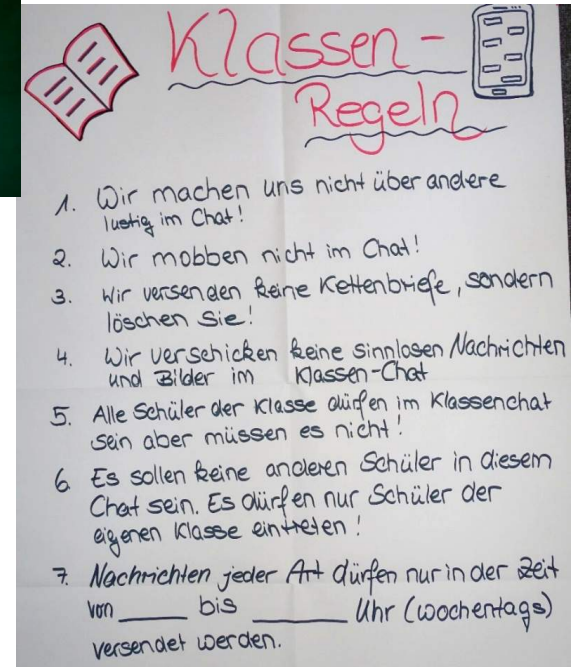 Klassen-
Regeln
1. Wir machen uns nicht über andere
lustig im Chat!
2. Wir mobben nicht im Chat!
3. Wir versenden keine Kettenbriefe, sondern
löschen Sie!
4. Wir verschicken keine sinnlosen Nachrichten
und Bilder im Klassen-Chat
5. Alle Schüler der Klasse dürfen im Klassenchat
sein aber müssen es nicht!
6 Es sollen keine anderen Schüler in diesem
Chat sein. Es dürfen nur Schüler der
eigenen Klasse eintreten!
7. Nachrichten jeder Art dürfen nur in der Zeit
von ______ bis ________ Uhr (wochentags)
versendet werden.